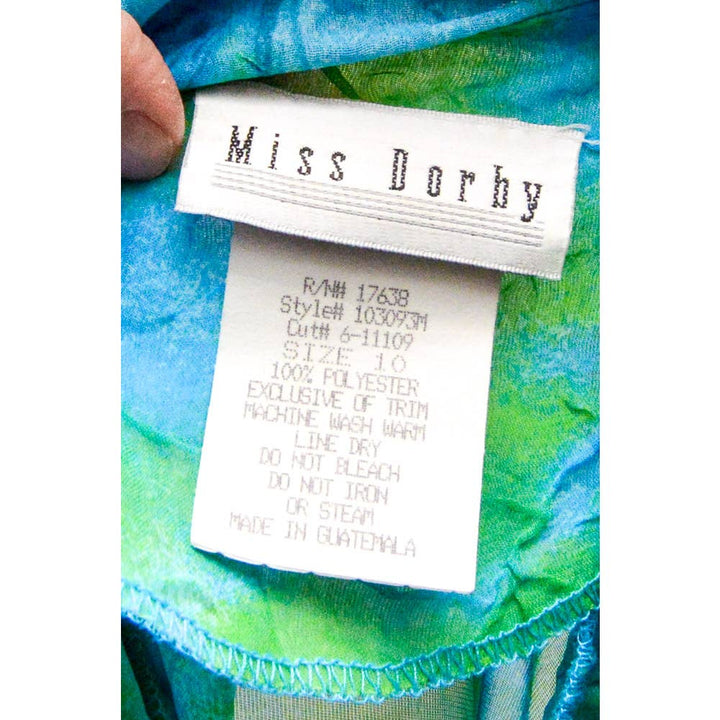 Miss Dorby
R/N# 17638
Style# 103093M
Cut# 6-11109
SIZE 10
100% POLYESTER
EXCLUSIVE OF TRIM
MACHINE WASH WARM
LINE DRY
DO NOT BLEACH
DO NOT IRON
OR STEAM
MADE IN GUATEMALA